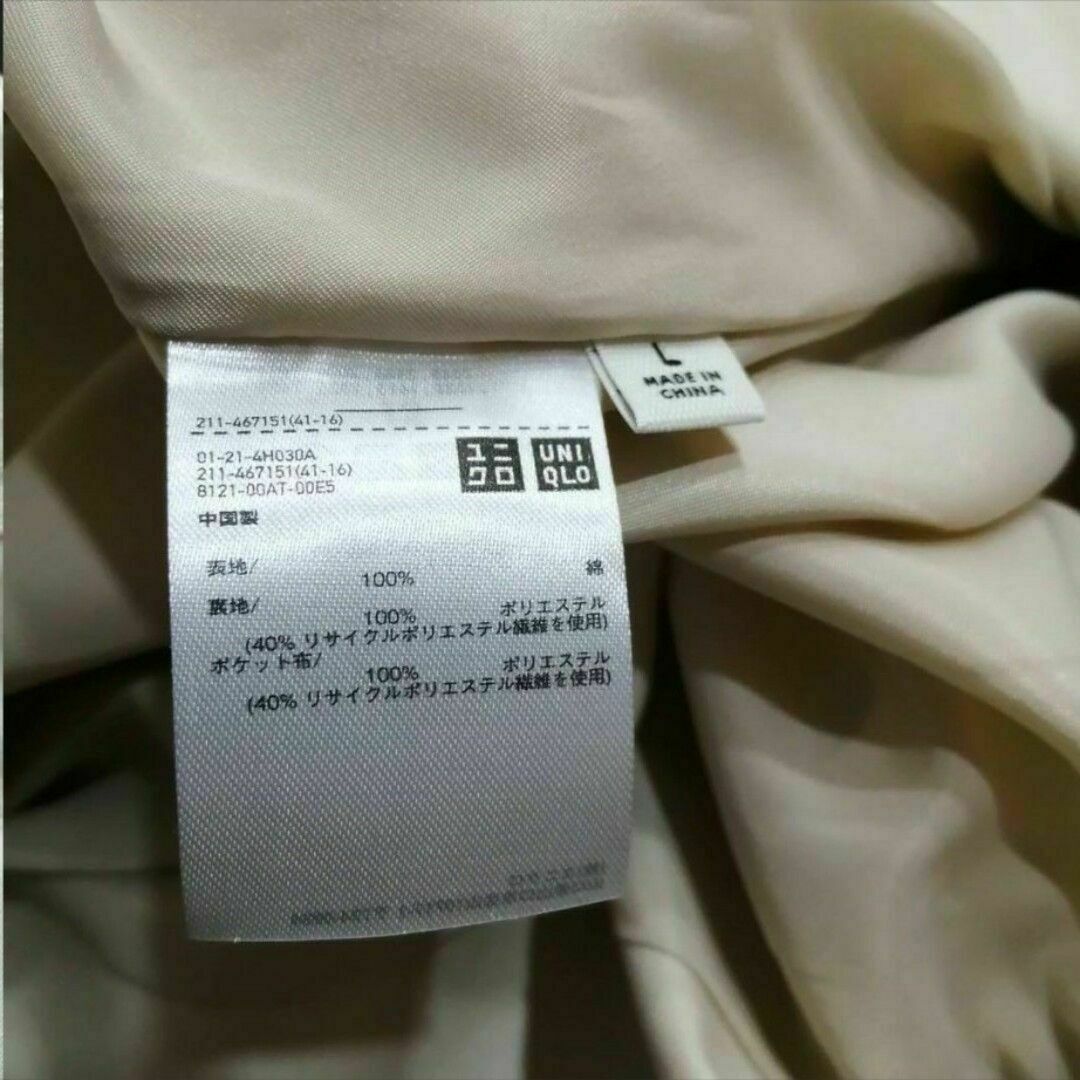 L
MADE IN
CHINA
211-467151(41-16)
01-21-4H030A
211-467151(41-16)
8121-00AT-00E5
ユニ
クロ
UNI
QLO
中国製
表地/
100% 綿
裏地/
100% ポリエステル
(40% リサイクルポリエステル繊維を使用)
ポケット布/
100% ポリエステル
(40% リサイクルポリエステル繊維を使用)